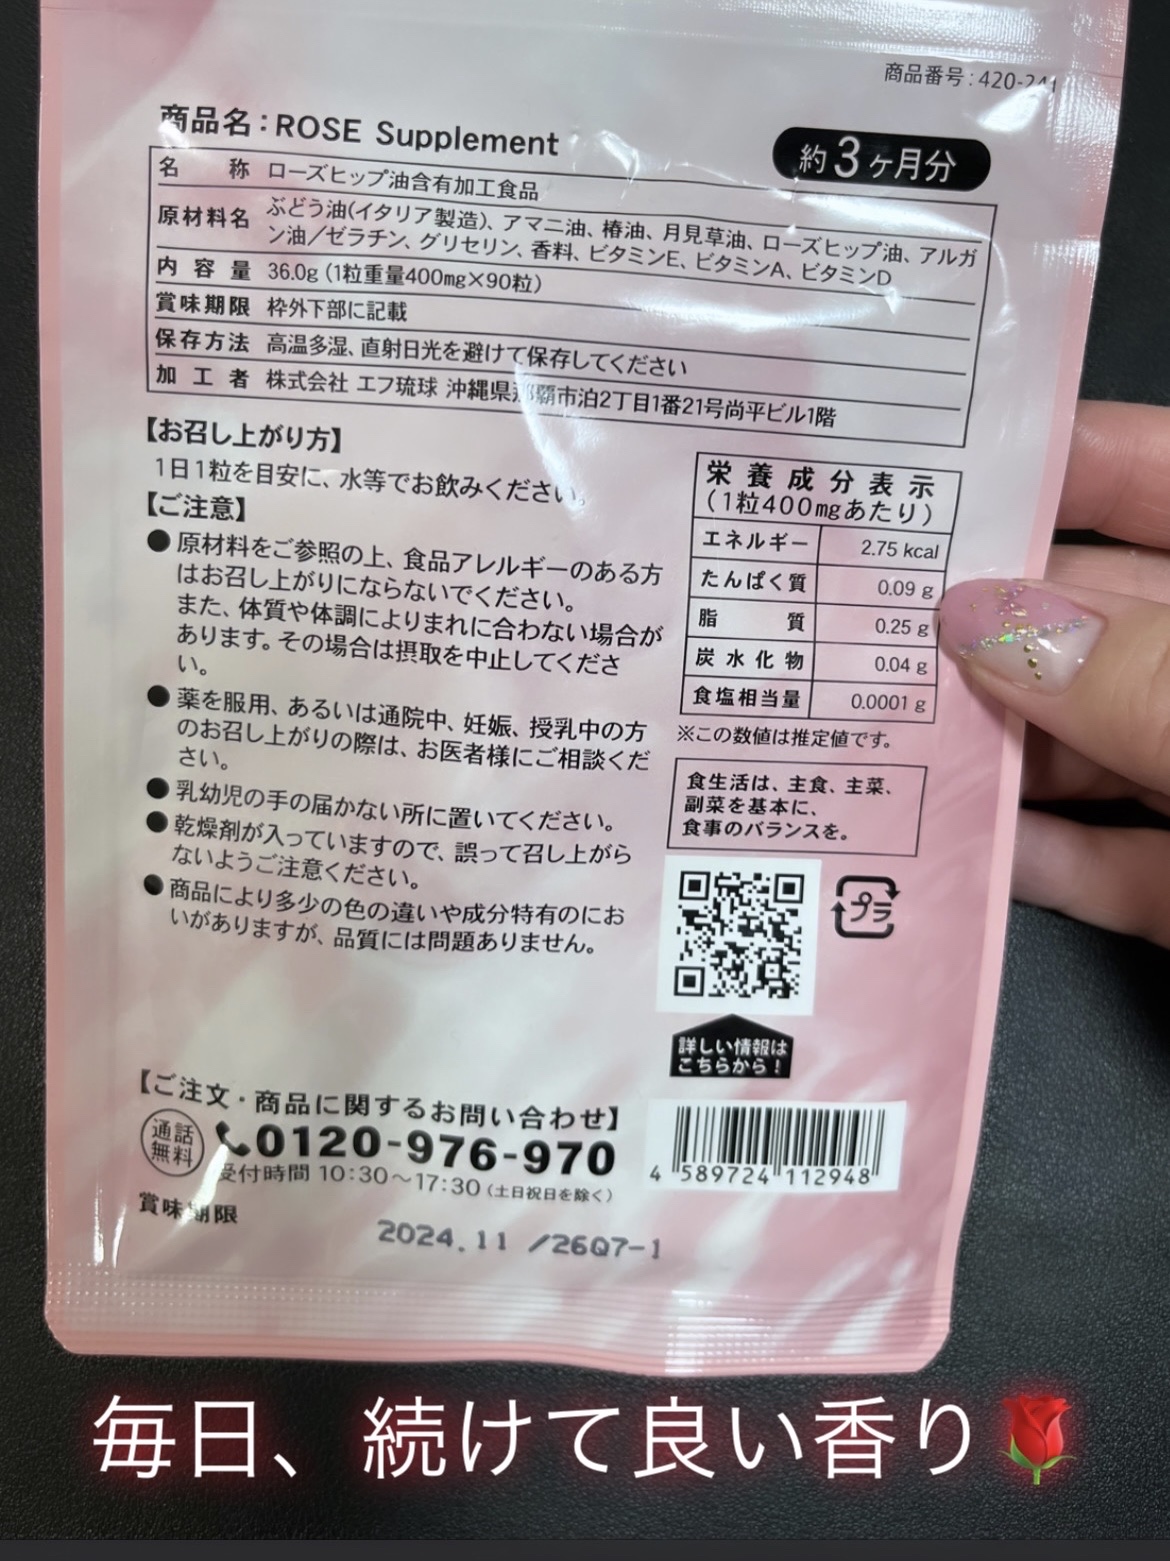 商品番号:420-241
商品名:ROSE Supplement
約3ヶ月分
名称 ローズヒップ油含有加工食品
原材料名 ぶどう油(イタリア製造)、アマニ油、椿油、月見草油、ローズヒップ油、アルガ
ン油/ゼラチン、グリセリン、香料、ビタミンE、ビタミンA、ビタミンD
内容量 36.0g(1粒重量400mg×90粒)
賞味期限 枠外下部に記載
保存方法 高温多湿、直射日光を避けて保存してください
加工者 株式会社 エフ琉球 沖縄県那覇市泊2丁目1番21号尚平ビル1階
【お召し上がり方】
1日1粒を目安に、水等でお飲みください。
【ご注意】
●原材料をご参照の上、食品アレルギーのある方
はお召し上がりにならないでください。
また、体質や体調によりまれに合わない場合が
あります。その場合は摂取を中止してくださ
い。
●薬を服用、あるいは通院中、妊娠、授乳中の方
のお召し上がりの際は、お医者様にご相談くだ
さい。
●乳幼児の手の届かない所に置いてください。
●乾燥剤が入っていますので、誤って召し上がら
ないようご注意ください。
●商品により多少の色の違いや成分特有のにお
いがありますが、品質には問題ありません。
栄養成分表示
(1粒400mgあたり)
エネルギー 2.75 kcal
たんぱく質 0.09 g
脂質 0.25 g
炭水化物 0.04 g
食塩相当量 0.0001 g
※この数値は推定値です。
食生活は、主食、主菜、
副菜を基本に、
食事のバランスを。
プラ
詳しい情報は
こちらから!
【ご注文・商品に関するお問い合わせ】
通話
無料
0120-976-970
受付時間 10:30〜17:30(土日祝日を除く)
4 589724 112948
賞味期限
2024.11 /26Q7-1
毎日、続けて良い香り🌹